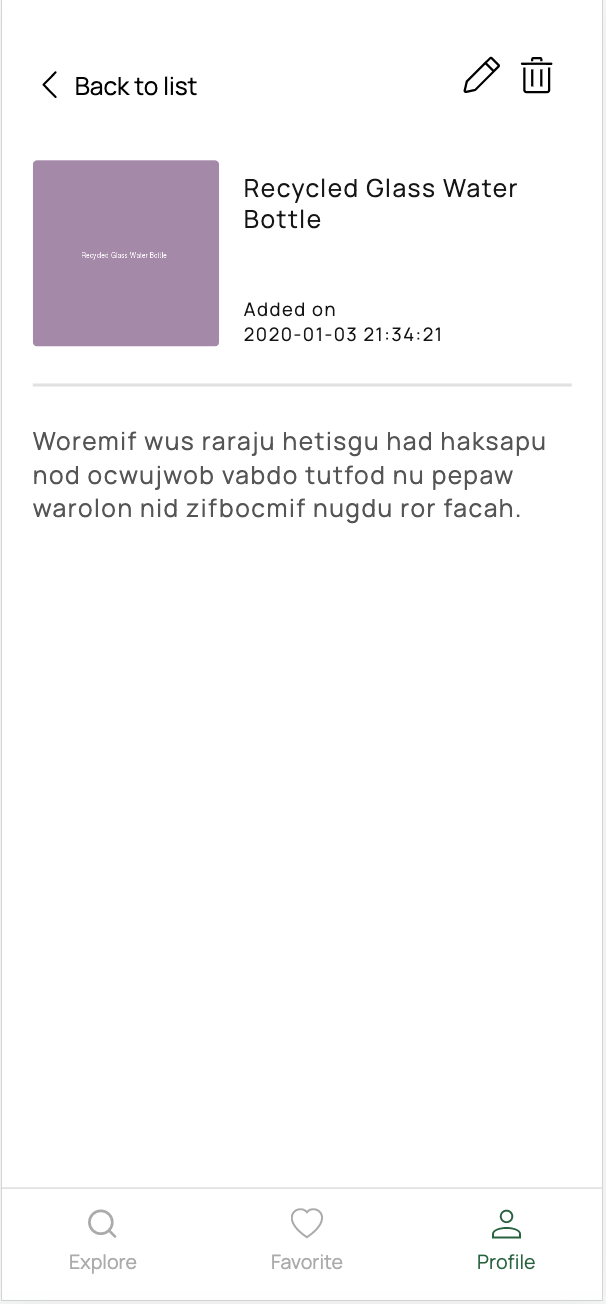 Back to list
Recycled Glass Water
Bottle
Recycled Glass Water Bottle
Added on
2020-01-03 21:34:21
Woremif wus raraju hetisgu had haksapu
nod ocwujwob vabdo tutfod nu pepaw
warolon nid zifbocmif nugdu ror facah.
Explore
Favorite
Profile